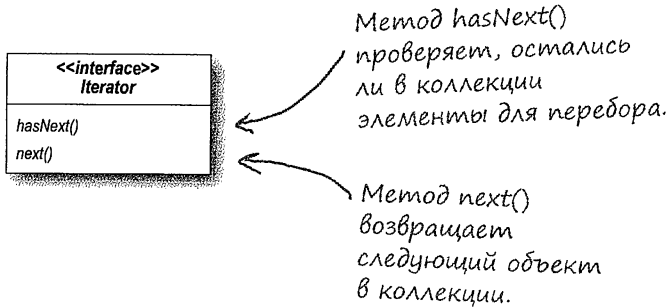 <<interface>>
Iterator
hasNext()
next()
Метод hasNext()
проверяет, остались
ли в коллекции
элементы для перебора.
Метод next()
возвращает
следующий объект
в коллекции.